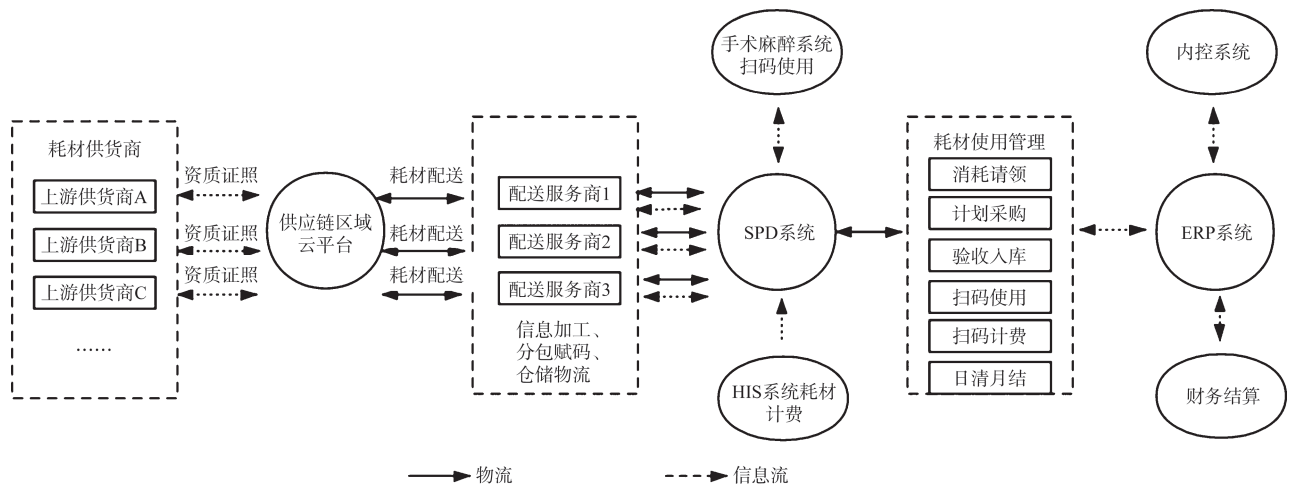 耗材供货商
上游供货商A
上游供货商B
上游供货商C
……
资质证照
资质证照
资质证照
供应链区域
云平台
耗材配送
耗材配送
耗材配送
配送服务商1
配送服务商2
配送服务商3
信息加工、
分包赋码、
仓储物流
手术麻醉系统
扫码使用
SPD系统
HIS系统耗材
计费
耗材使用管理
消耗请领
计划采购
验收入库
扫码使用
扫码计费
日清月结
内控系统
ERP系统
财务结算
物流
信息流